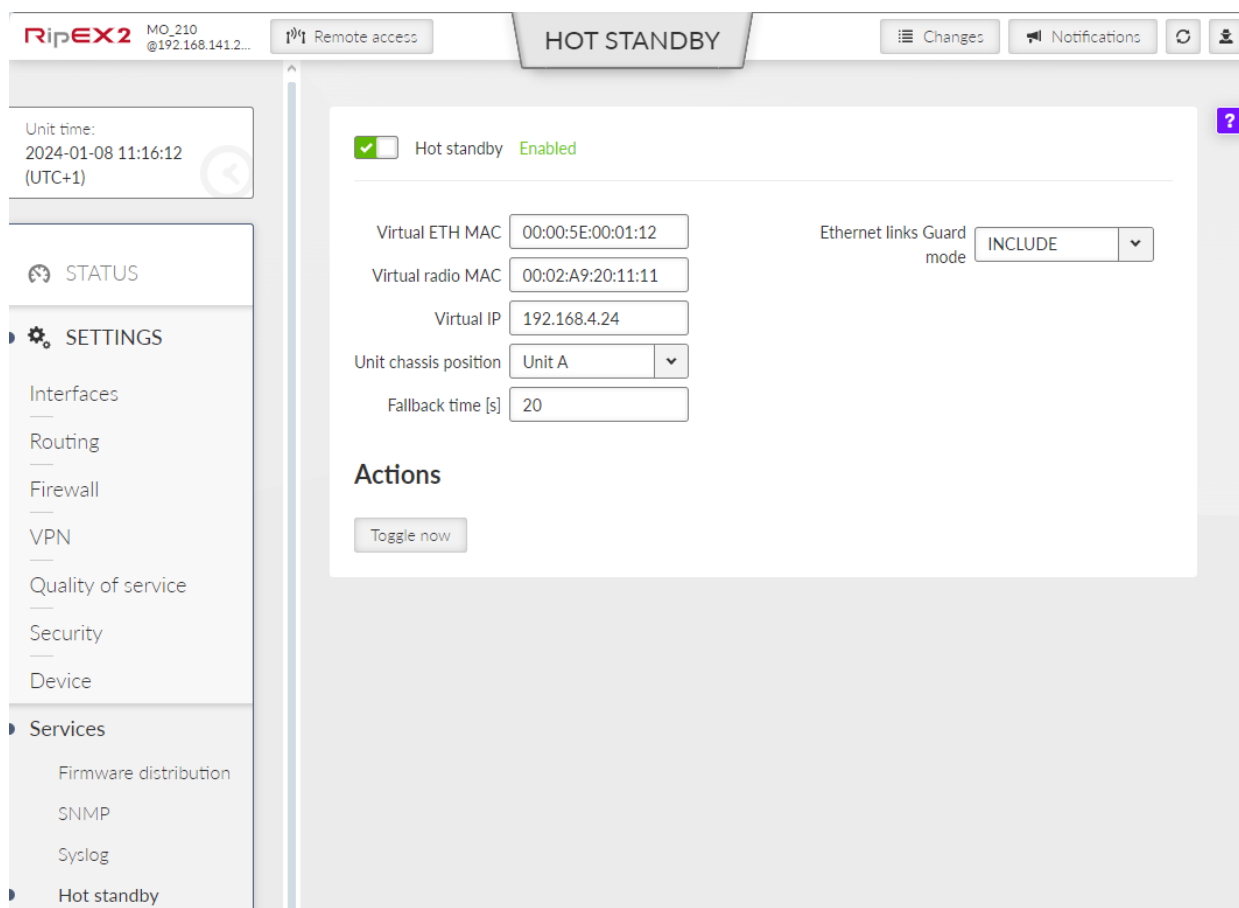 RipEX2
MO_210
@192.168.141.2...
Remote access
HOT STANDBY
Changes
Notifications
Unit time:
2024-01-08 11:16:12
(UTC+1)
STATUS
SETTINGS
Interfaces
Routing
Firewall
VPN
Quality of service
Security
Device
Services
Firmware distribution
SNMP
Syslog
Hot standby
?
Hot standby Enabled
Virtual ETH MAC 00:00:5E:00:01:12
Virtual radio MAC 00:02:A9:20:11:11
Virtual IP 192.168.4.24
Unit chassis position Unit A
Fallback time [s] 20
Ethernet links Guard
mode
INCLUDE
Actions
Toggle now